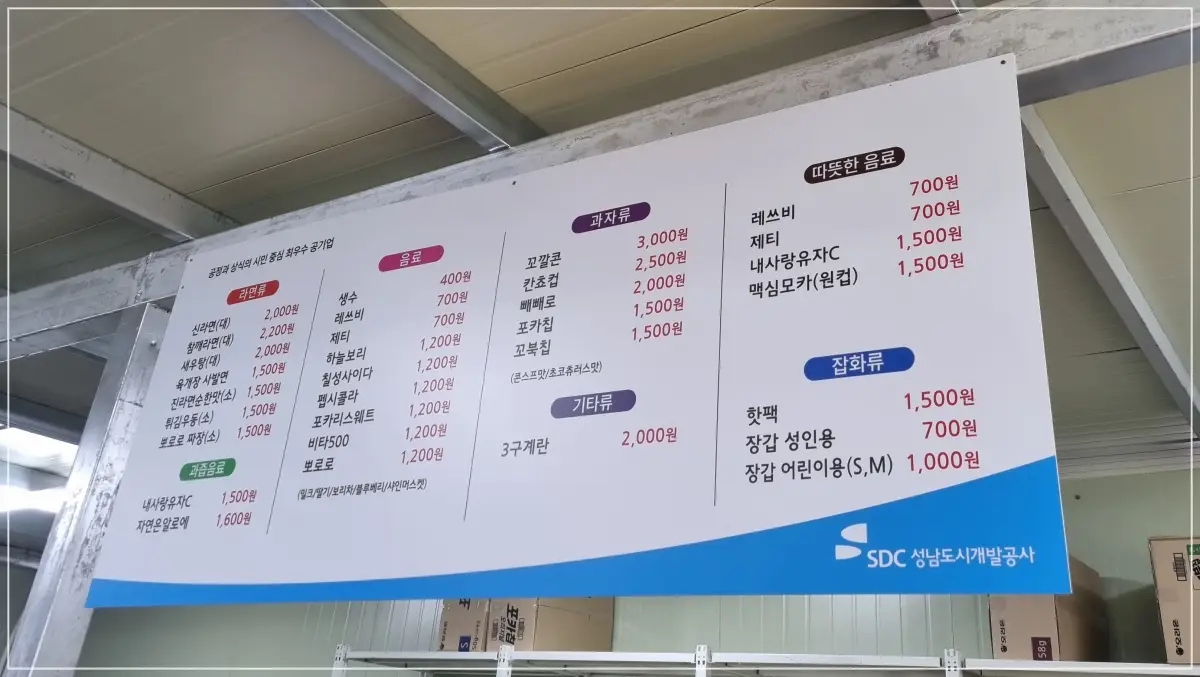 공정과 상식의 시민 중심 최우수 공기업
라면류
신라면(대) 2,000원
참깨라면(대) 2,200원
새우탕(대) 2,000원
육개장 사발면 1,500원
진라면순한맛(소) 1,500원
튀김우동(소) 1,500원
뽀로로 짜장(소) 1,500원
과즙음료
내사랑유자C 1,500원
자연은알로에 1,600원
음료
생수 400원
레쓰비 700원
제티 700원
하늘보리 1,200원
칠성사이다 1,200원
펩시콜라 1,200원
포카리스웨트 1,200원
비타500 1,200원
뽀로로 1,200원
(밀크/딸기/보리차/블루베리/샤인머스켓)
과자류
꼬깔콘 3,000원
칸쵸컵 2,500원
빼빼로 2,000원
포카칩 1,500원
꼬북칩 1,500원
(콘스프맛/초코츄러스맛)
기타류
3구계란 2,000원
따뜻한 음료
레쓰비 700원
제티 700원
내사랑유자C 1,500원
맥심모카(원컵) 1,500원
잡화류
핫팩 1,500원
장갑 성인용 700원
장갑 어린이용(S,M) 1,000원
SDC 성남도시개발공사
포카칩
58g